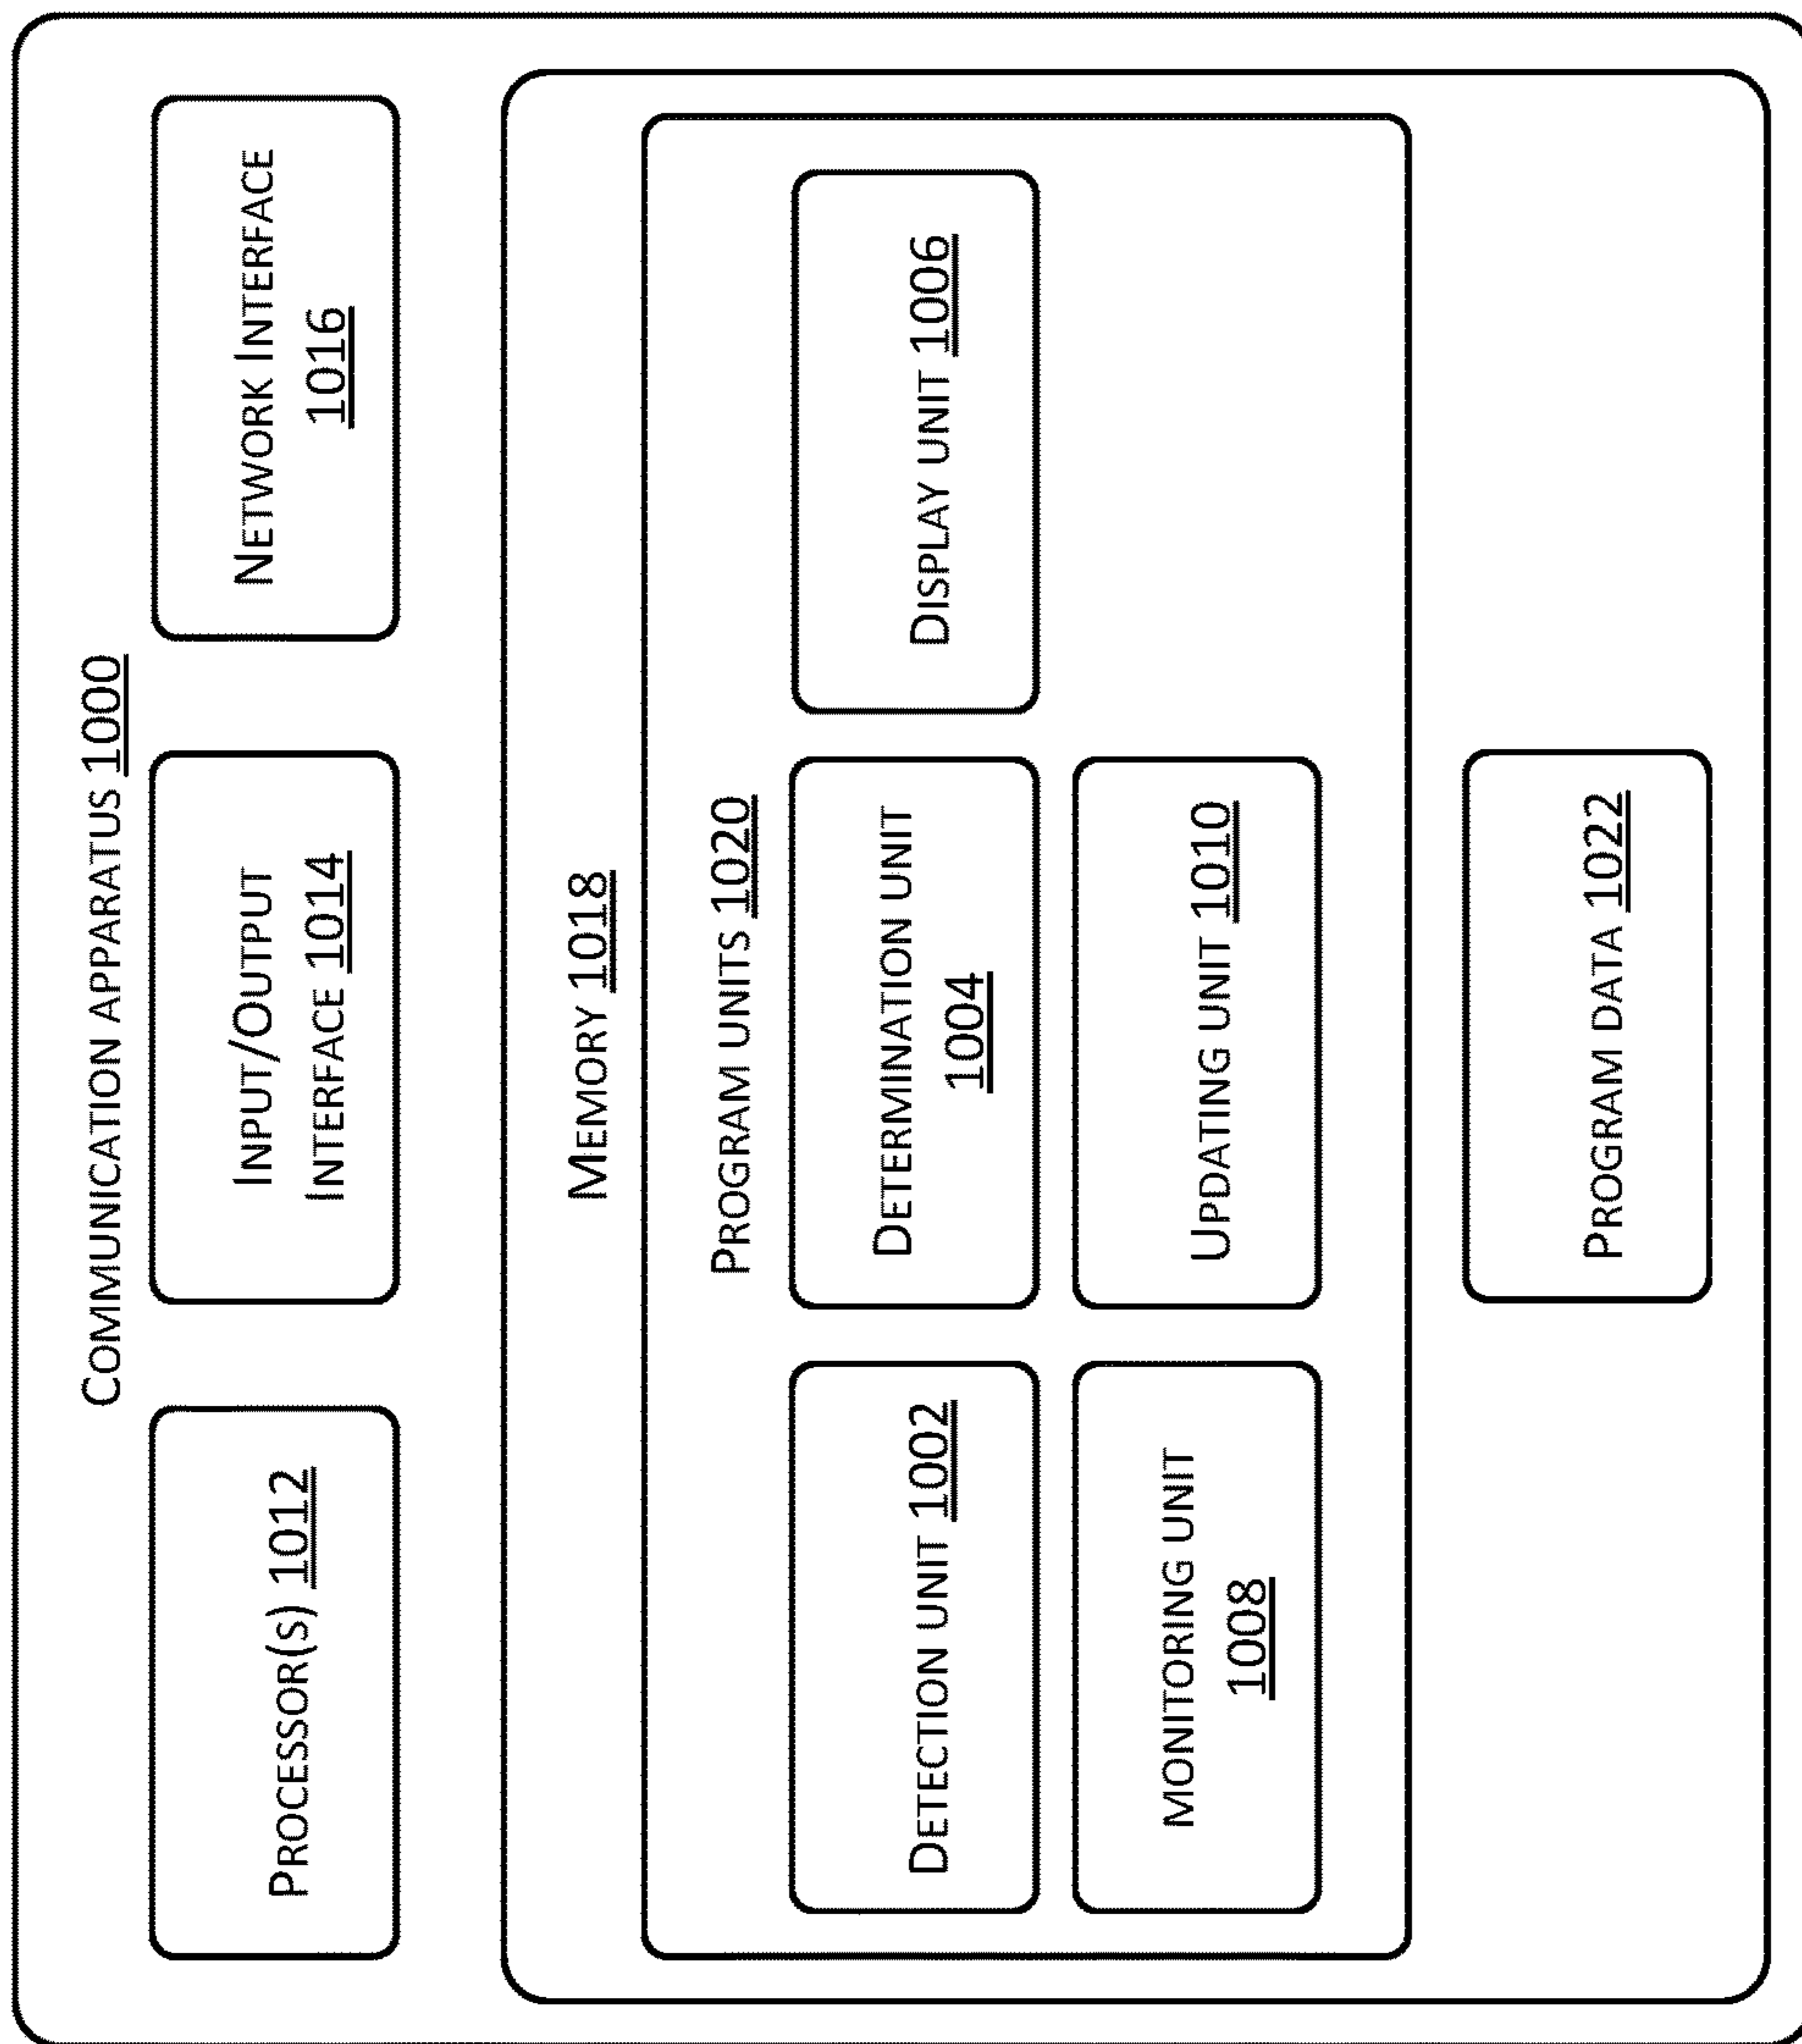 COMMUNICATION APPARATUS 1000
PROCESSOR(S) 1012
INPUT/OUTPUT
INTERFACE 1014
NETWORK INTERFACE
1016
MEMORY 1018
PROGRAM UNITS 1020
DETECTION UNIT 1002
DETERMINATION UNIT
1004
DISPLAY UNIT 1006
MONITORING UNIT
1008
UPDATING UNIT 1010
PROGRAM DATA 1022